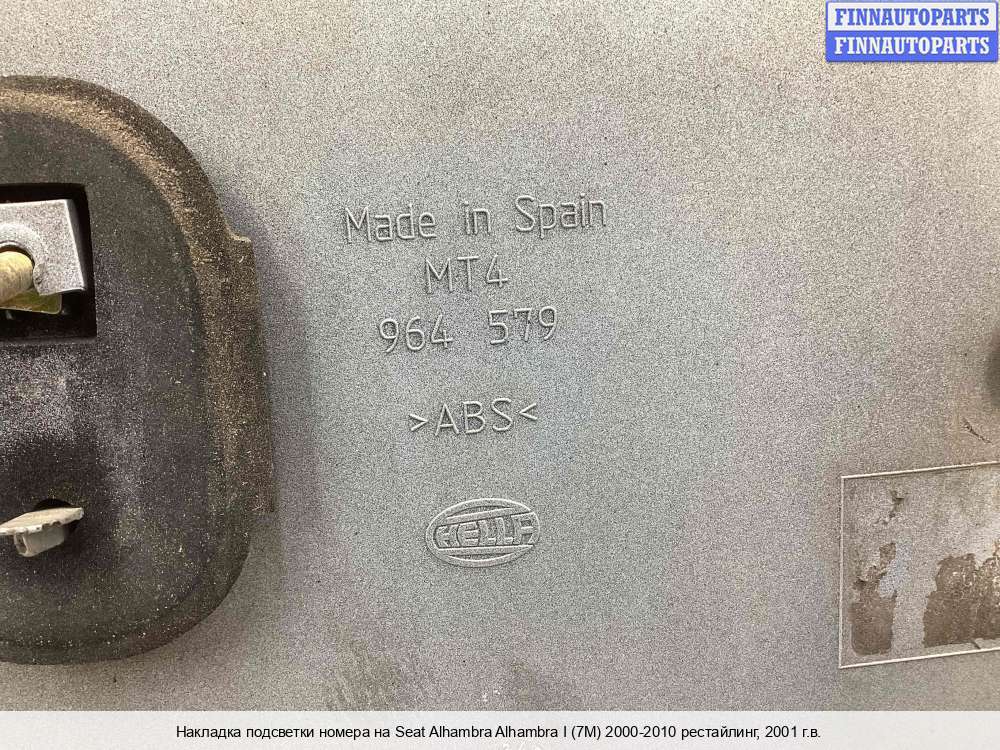 FINNAUTOPARTS
FINNAUTOPARTS
Made in Spain
MT4
964 579
>ABS<
HELLA
Накладка подсветки номера на Seat Alhambra Alhambra I (7M) 2000-2010 рестайлинг, 2001 г.в.